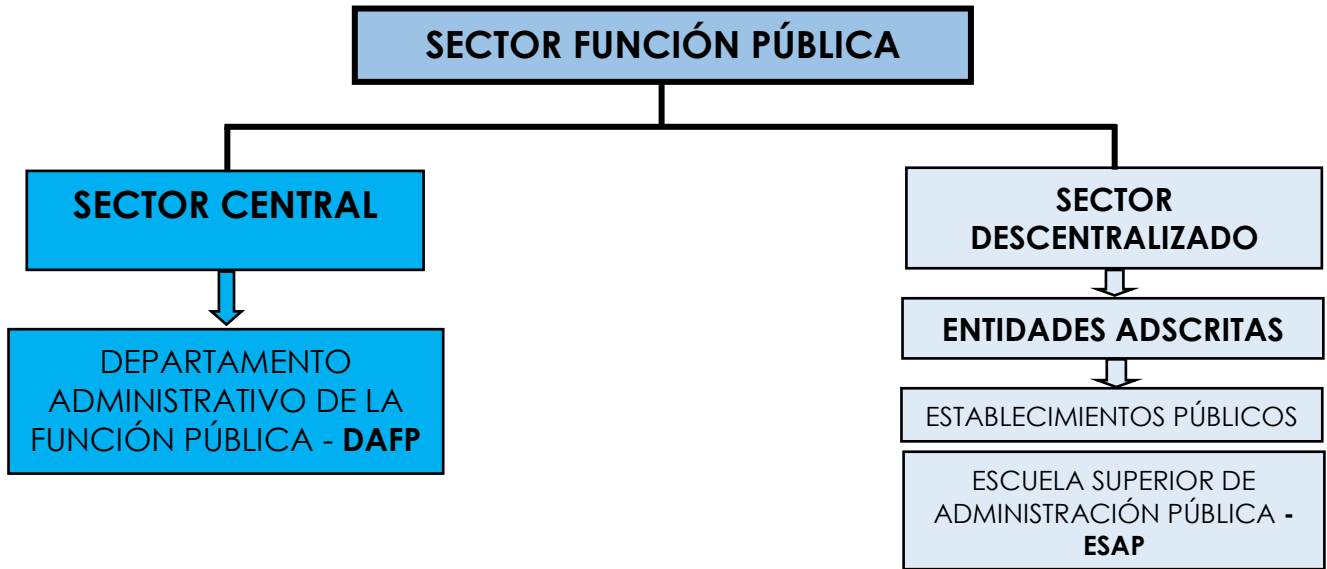 SECTOR FUNCIÓN PÚBLICA
SECTOR CENTRAL
DEPARTAMENTO
ADMINISTRATIVO DE LA
FUNCIÓN PÚBLICA - DAFP
SECTOR
DESCENTRALIZADO
ENTIDADES ADSCRITAS
ESTABLECIMIENTOS PÚBLICOS
ESCUELA SUPERIOR DE
ADMINISTRACIÓN PÚBLICA -
ESAP